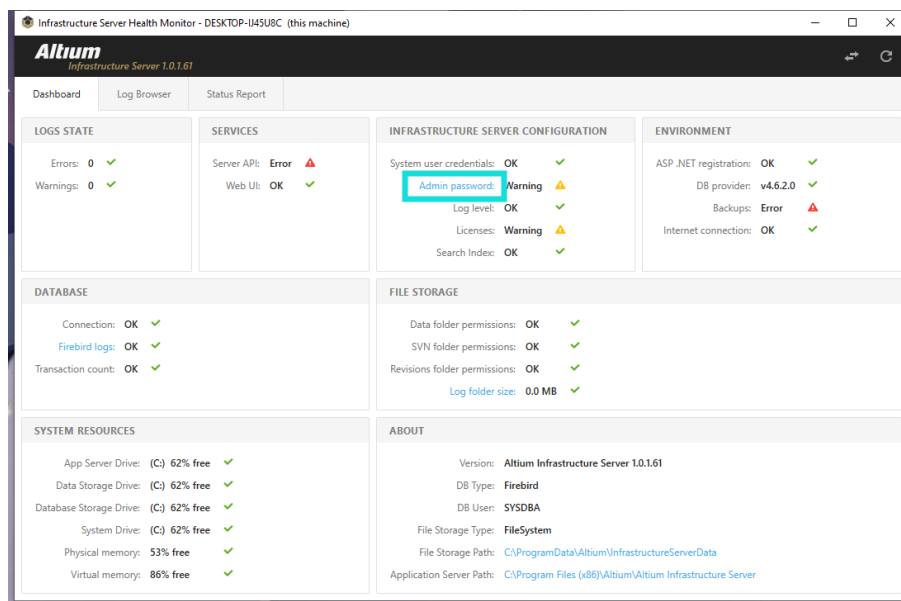 Infrastructure Server Health Monitor - DESKTOP-IJ45U8C (this machine)
Altium
Infrastructure Server 1.0.1.61
Dashboard Log Browser Status Report
LOGS STATE
Errors: 0
Warnings: 0
SERVICES
Server API: Error
Web UI: OK
INFRASTRUCTURE SERVER CONFIGURATION
System user credentials: OK
Admin password: Warning
Log level: OK
Licenses: Warning
Search Index: OK
ENVIRONMENT
ASP .NET registration: OK
DB provider: v4.6.2.0
Backups: Error
Internet connection: OK
DATABASE
Connection: OK
Firebird logs: OK
Transaction count: OK
FILE STORAGE
Data folder permissions: OK
SVN folder permissions: OK
Revisions folder permissions: OK
Log folder size: 0.0 MB
SYSTEM RESOURCES
App Server Drive: (C:) 62% free
Data Storage Drive: (C:) 62% free
Database Storage Drive: (C:) 62% free
System Drive: (C:) 62% free
Physical memory: 53% free
Virtual memory: 86% free
ABOUT
Version: Altium Infrastructure Server 1.0.1.61
DB Type: Firebird
DB User: SYSDBA
File Storage Type: FileSystem
File Storage Path: C:\ProgramData\Altium\InfrastructureServerData
Application Server Path: C:\Program Files (x86)\Altium\Altium Infrastructure Server